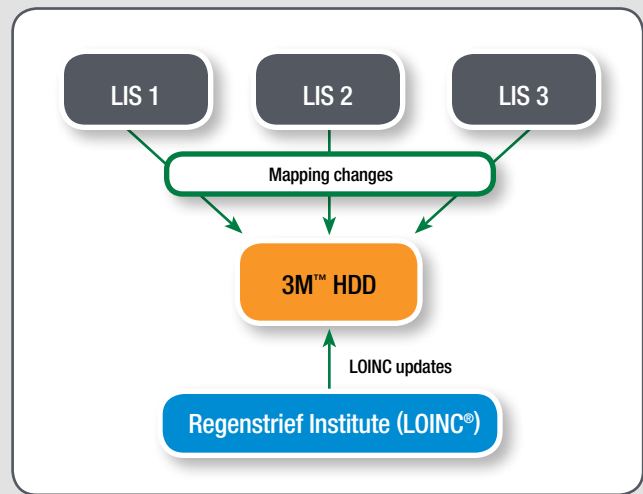 LIS 1
LIS 2
LIS 3
Mapping changes
3M™ HDD
LOINC updates
Regenstrief Institute (LOINC®)